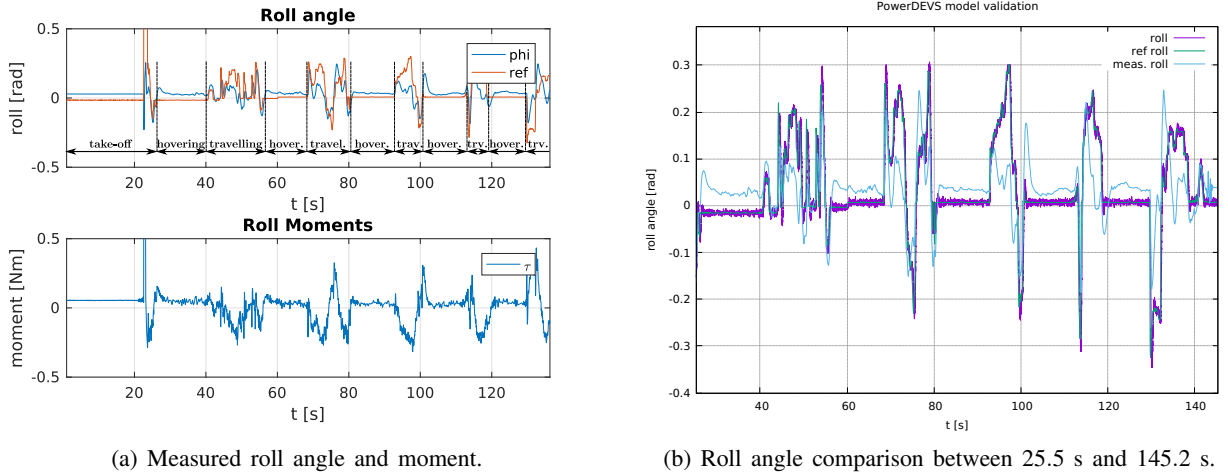 Roll angle
0.5
0
-0.5
roll [rad]
phi
ref
take-off hovering travelling hover. travel. hover. trav. hover. trv. hover. trv.
20 40 60 80 100 120
t [s]
Roll Moments
0.5
0
-0.5
moment [Nm]
τ
20 40 60 80 100 120
t [s]
(a) Measured roll angle and moment.
PowerDEVS model validation
roll
ref roll
meas. roll
0.3
0.2
0.1
0
-0.1
-0.2
-0.3
-0.4
roll angle [rad]
40 60 80 100 120 140
t [s]
(b) Roll angle comparison between 25.5 s and 145.2 s.